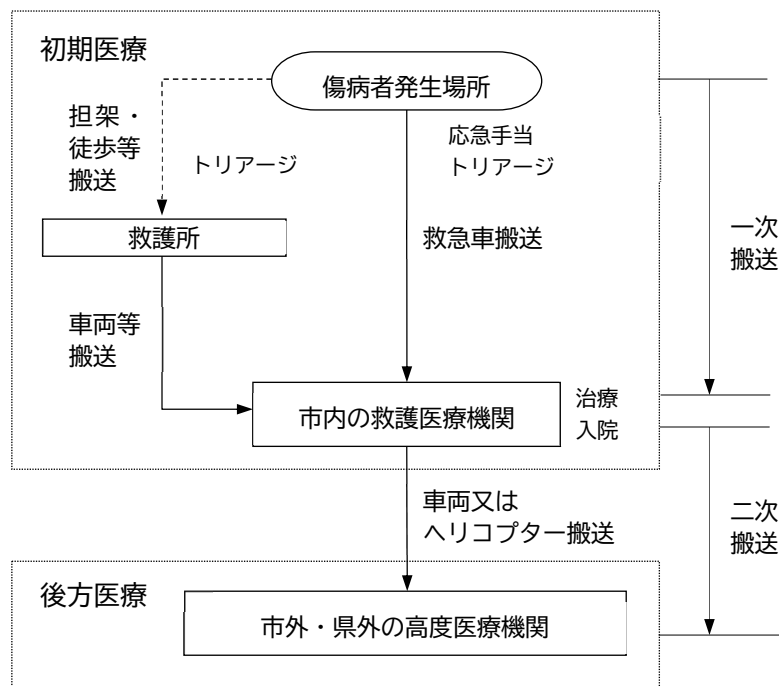 初期医療
傷病者発生場所
担架・
徒歩等
搬送
トリアージ
応急手当
トリアージ
救護所
救急車搬送
一次
搬送
車両等
搬送
市内の救護医療機関
治療
入院
車両又は
ヘリコプター搬送
二次
搬送
後方医療
市外・県外の高度医療機関